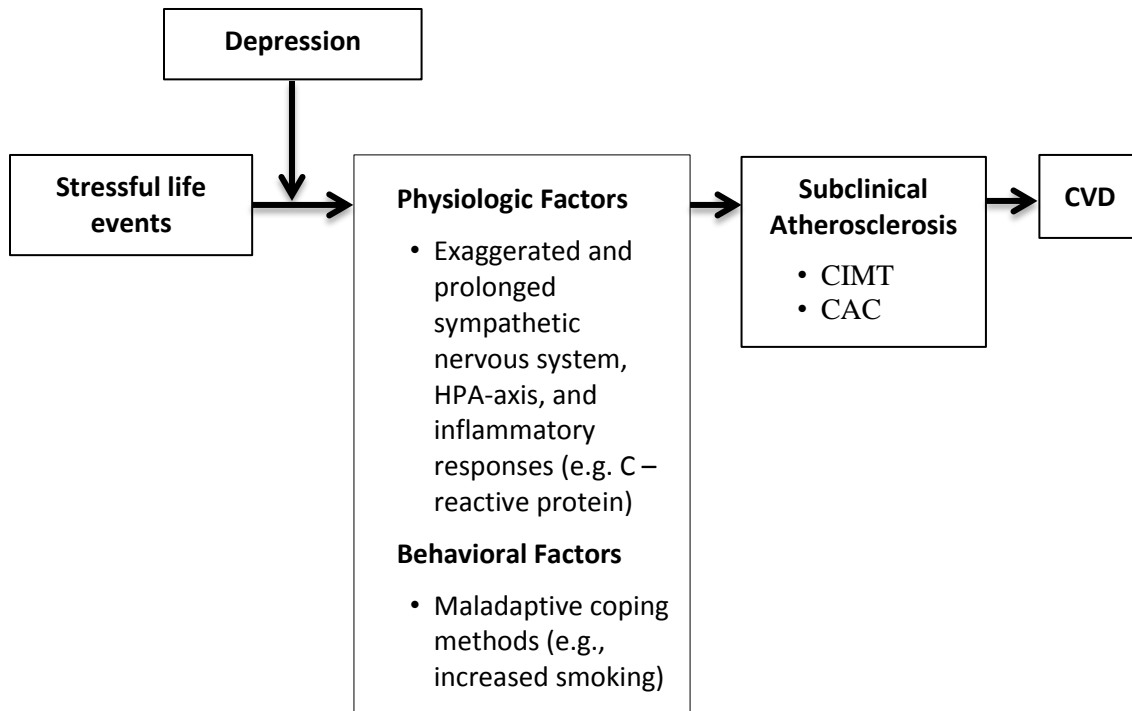 Depression
Stressful life
events
Physiologic Factors
• Exaggerated and
prolonged
sympathetic
nervous system,
HPA-axis, and
inflammatory
responses (e.g. C –
reactive protein)
Behavioral Factors
• Maladaptive coping
methods (e.g.,
increased smoking)
Subclinical
Atherosclerosis
• CIMT
• CAC
CVD